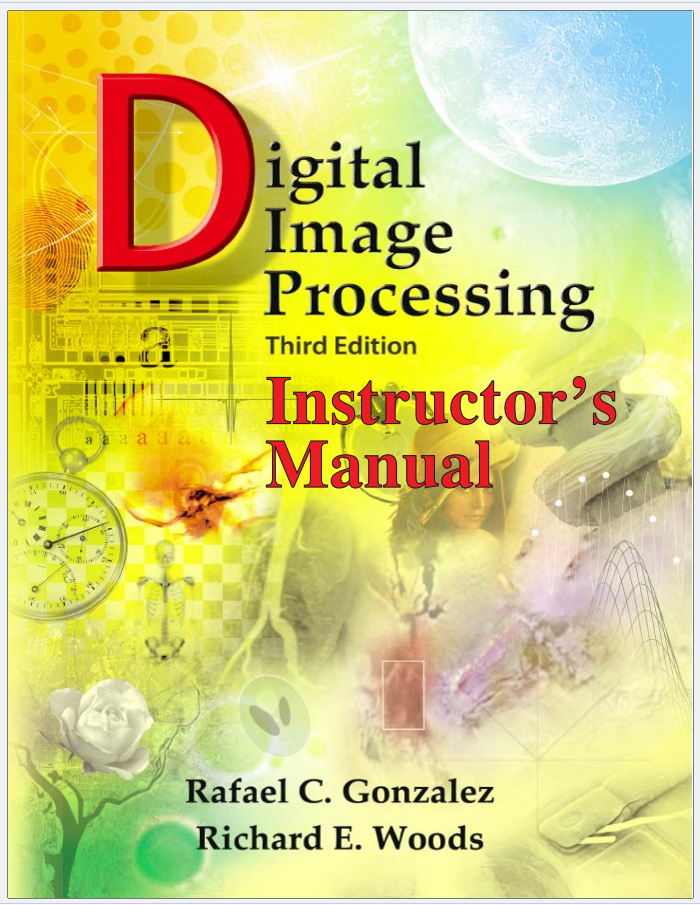 Digital
Image
Processing
Third Edition
Instructor's
Manual
a
a a a a a a a
Rafael C. Gonzalez
Richard E. Woods